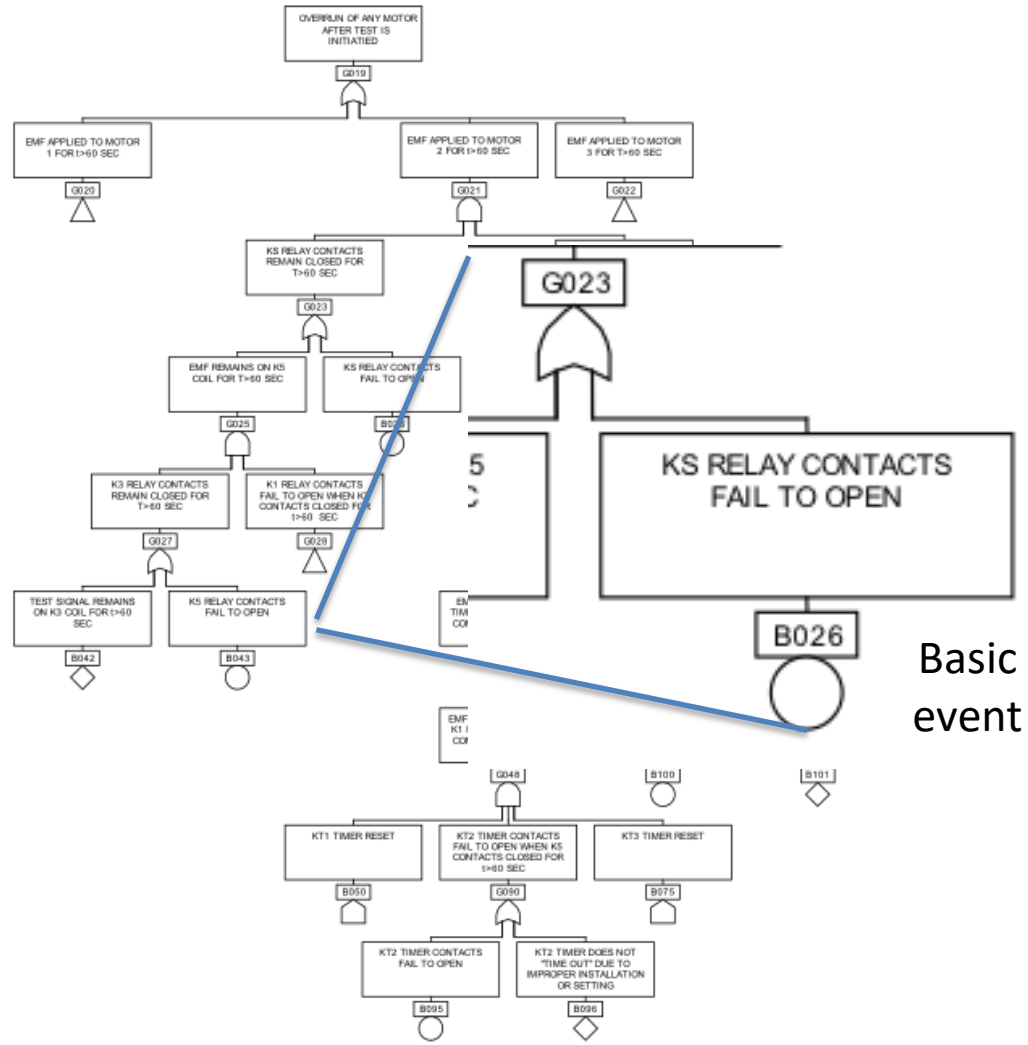 OVERRUN OF ANY MOTOR
AFTER TEST IS
INITIATIED
G019
EMF APPLIED TO MOTOR
1 FOR t>60 SEC
G020
EMF APPLIED TO MOTOR
2 FOR t>60 SEC
G021
EMF APPLIED TO MOTOR
3 FOR T>60 SEC
G022
KS RELAY CONTACTS
REMAIN CLOSED FOR
T>60 SEC
G023
EMF REMAINS ON K5
COIL FOR T>60 SEC
G025
KS RELAY CONTACTS
FAIL TO OPEN
K3 RELAY CONTACTS
REMAIN CLOSED FOR
T>60 SEC
G027
K1 RELAY CONTACTS
FAIL TO OPEN WHEN
CONTACTS CLOSED FOR
t>60 SEC
G028
TEST SIGNAL REMAINS
ON K3 COIL FOR t>60
SEC
B042
K5 RELAY CONTACTS
FAIL TO OPEN
B043
G023
5
KS RELAY CONTACTS
FAIL TO OPEN
B026
Basic
event
EM
TIM
CO
EMF
K1
CO
G048
B100
B101
KT1 TIMER RESET
B050
KT2 TIMER CONTACTS
FAIL TO OPEN WHEN K5
CONTACTS CLOSED FOR
t>60 SEC
G090
KT3 TIMER RESET
B075
KT2 TIMER CONTACTS
FAIL TO OPEN
B095
KT2 TIMER DOES NOT
"TIME OUT" DUE TO
IMPROPER INSTALLATION
OR SETTING
B096